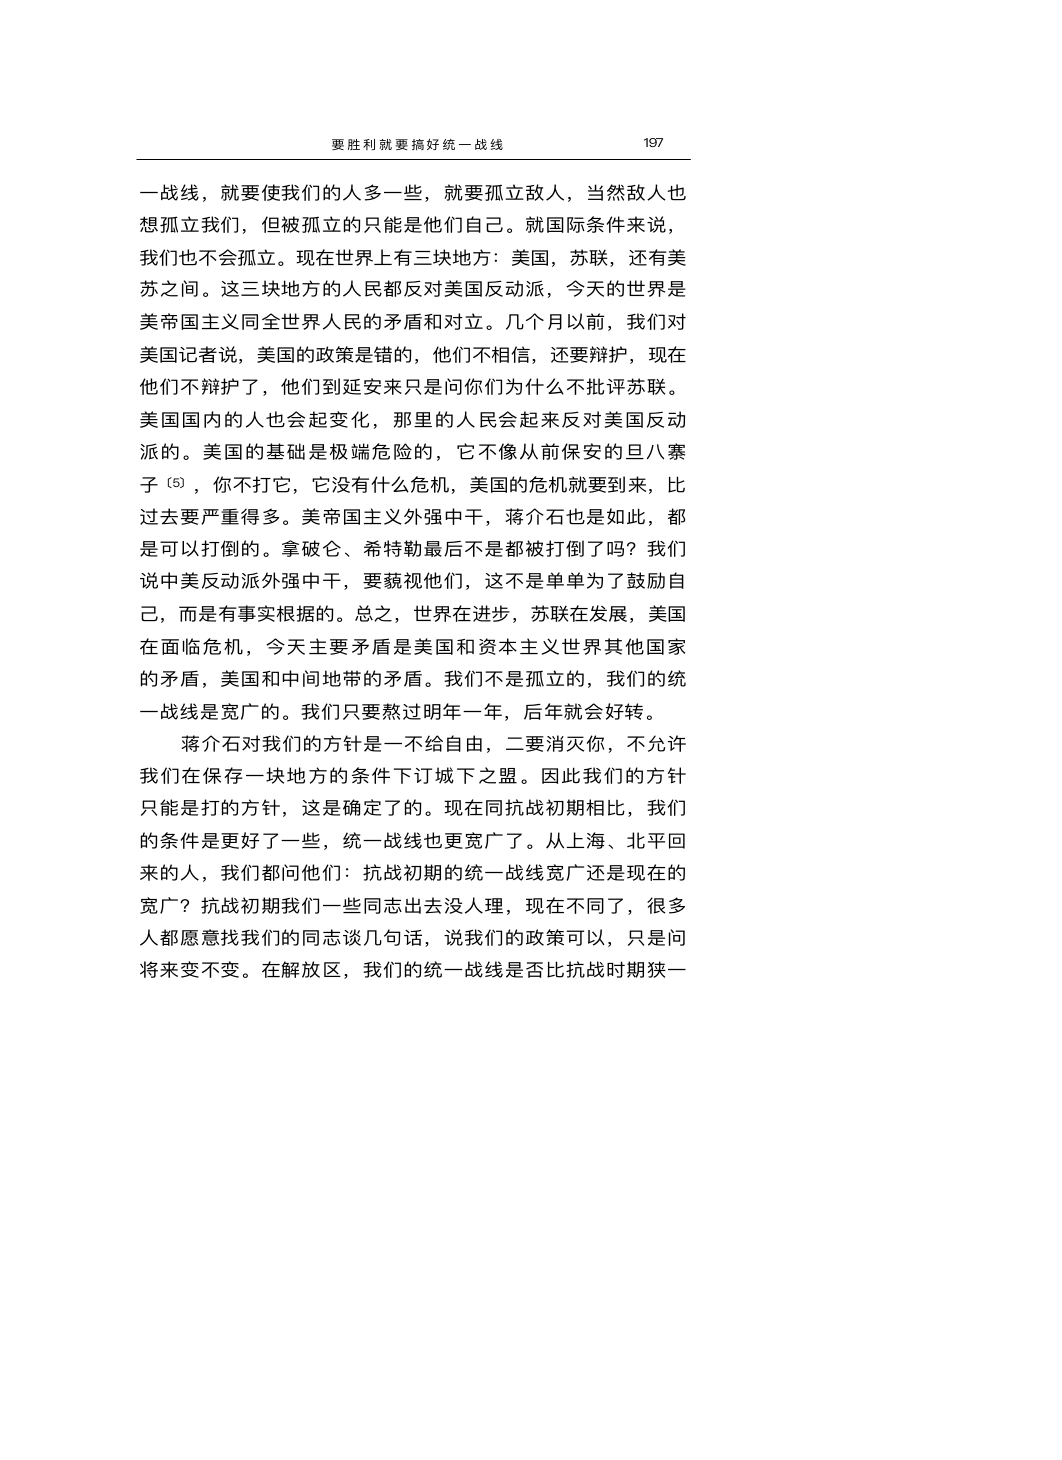 要胜利就要搞好统一战线 197
一战线，就要使我们的人多一些，就要孤立敌人，当然敌人也
想孤立我们，但被孤立的只能是他们自己。就国际条件来说，
我们也不会孤立。现在世界上有三块地方：美国，苏联，还有美
苏之间。这三块地方的人民都反对美国反动派，今天的世界是
美帝国主义同全世界人民的矛盾和对立。几个月以前，我们对
美国记者说，美国的政策是错的，他们不相信，还要辩护，现在
他们不辩护了，他们到延安来只是问你们为什么不批评苏联。
美国国内的人也会起变化，那里的人民会起来反对美国反动
派的。美国的基础是极端危险的，它不像从前保安的旦八寨
子〔5〕，你不打它，它没有什么危机，美国的危机就要到来，比
过去要严重得多。美帝国主义外强中干，蒋介石也是如此，都
是可以打倒的。拿破仑、希特勒最后不是都被打倒了吗？我们
说中美反动派外强中干，要藐视他们，这不是单单为了鼓励自
己，而是有事实根据的。总之，世界在进步，苏联在发展，美国
在面临危机，今天主要矛盾是美国和资本主义世界其他国家
的矛盾，美国和中间地带的矛盾。我们不是孤立的，我们的统
一战线是宽广的。我们只要熬过明年一年，后年就会好转。
蒋介石对我们的方针是一不给自由，二要消灭你，不允许
我们在保存一块地方的条件下订城下之盟。因此我们的方针
只能是打的方针，这是确定了的。现在同抗战初期相比，我们
的条件是更好了一些，统一战线也更宽广了。从上海、北平回
来的人，我们都问他们：抗战初期的统一战线宽广还是现在的
宽广？抗战初期我们一些同志出去没人理，现在不同了，很多
人都愿意找我们的同志谈几句话，说我们的政策可以，只是问
将来变不变。在解放区，我们的统一战线是否比抗战时期狭一